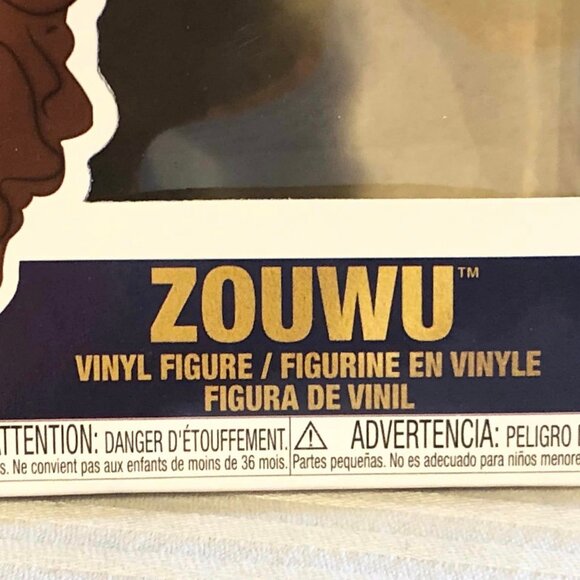 ZOUWU™
VINYL FIGURE / FIGURINE EN VINYLE
FIGURA DE VINIL
ATTENTION: DANGER D'ÉTOUFFEMENT. ⚠ ADVERTENCIA: PELIGRO
s. Ne convient pas aux enfants de moins de 36 mois. Partes pequeñas. No es adecuado para niños menore